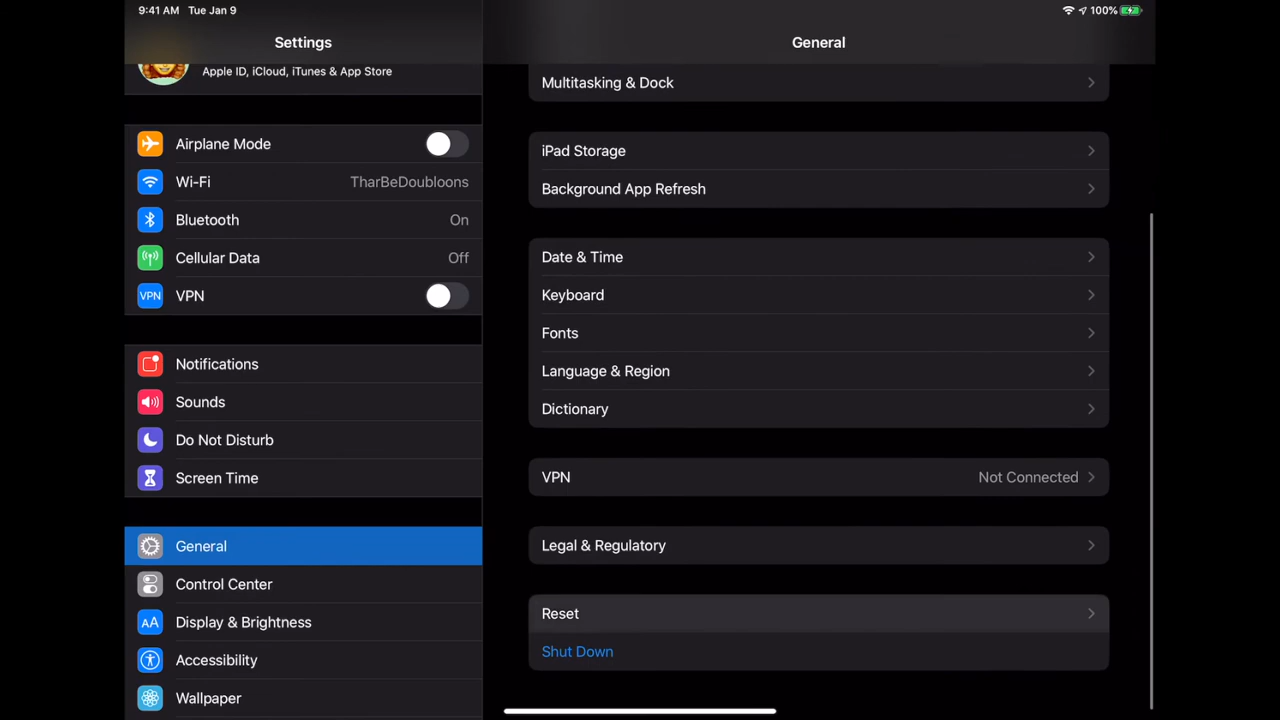 9:41 AM Tue Jan 9
100%
Settings
Apple ID, iCloud, iTunes & App Store
Airplane Mode
Wi-Fi TharBeDoubloons
Bluetooth On
Cellular Data Off
VPN VPN
Notifications
Sounds
Do Not Disturb
Screen Time
General
Control Center
AA Display & Brightness
Accessibility
Wallpaper
General
Multitasking & Dock
iPad Storage
Background App Refresh
Date & Time
Keyboard
Fonts
Language & Region
Dictionary
VPN Not Connected
Legal & Regulatory
Reset
Shut Down